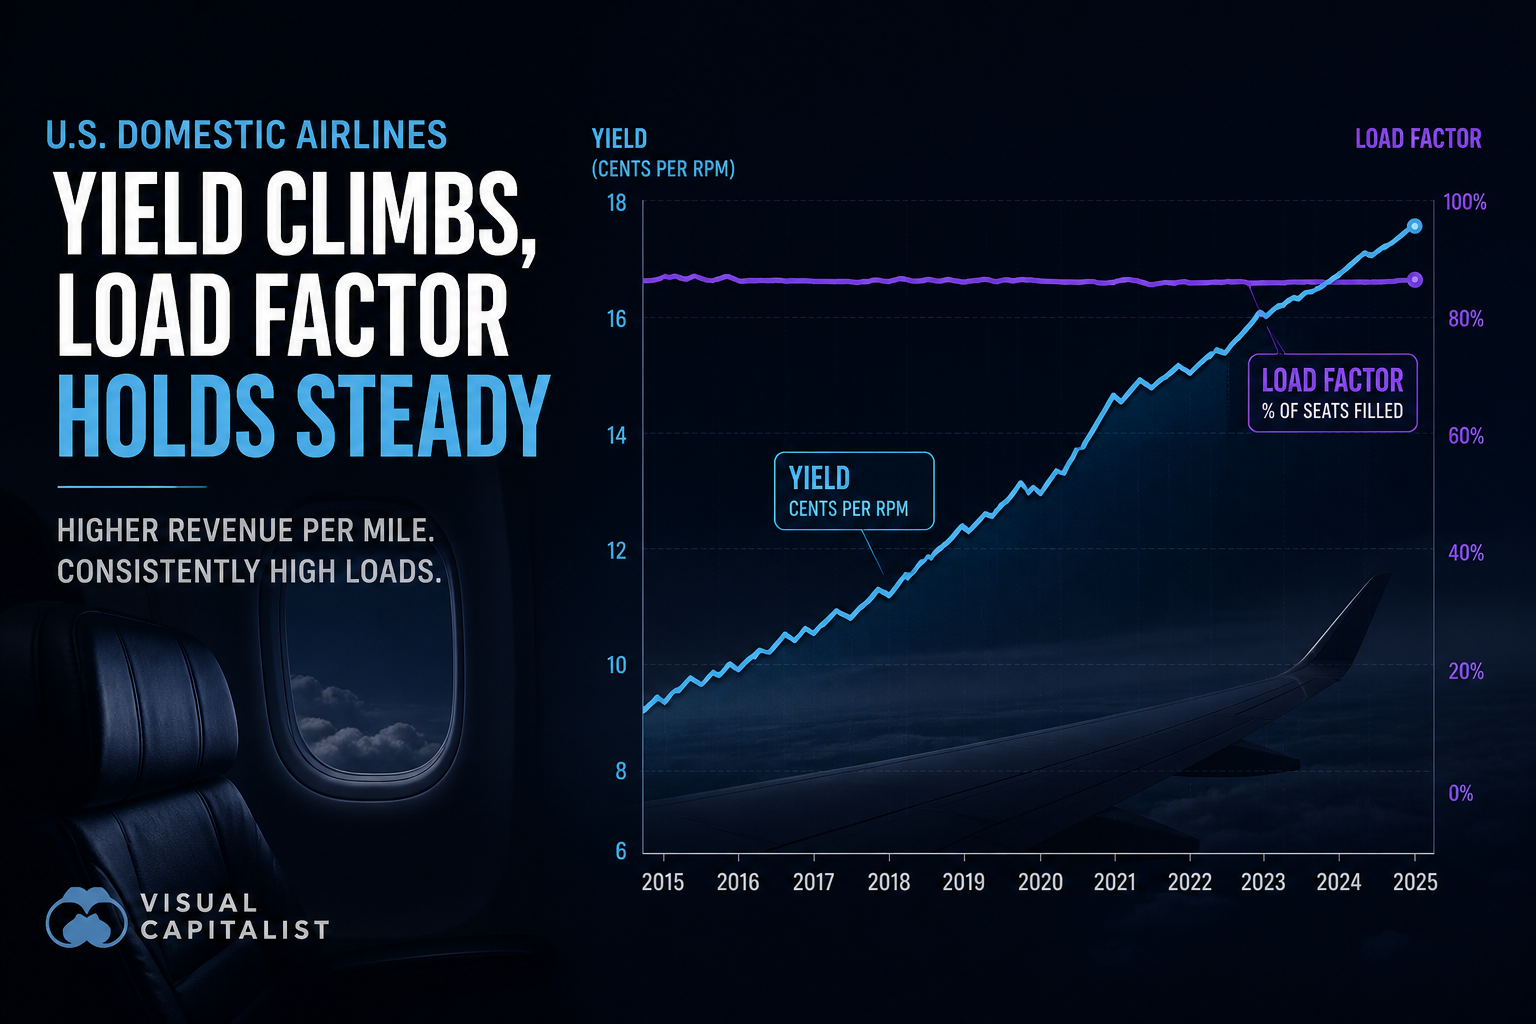 U.S. DOMESTIC AIRLINES
YIELD CLIMBS,
LOAD FACTOR
HOLDS STEADY
HIGHER REVENUE PER MILE.
CONSISTENTLY HIGH LOADS.
VISUAL
CAPITALIST
YIELD
(CENTS PER RPM)
LOAD FACTOR
18
16
14
12
10
8
6
100%
80%
60%
40%
20%
0%
YIELD
CENTS PER RPM
LOAD FACTOR
% OF SEATS FILLED
2015 2016 2017 2018 2019 2020 2021 2022 2023 2024 2025